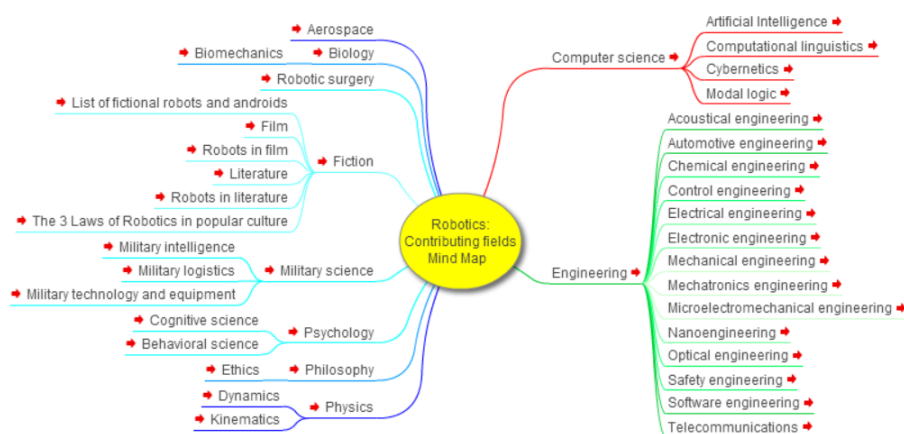 Robotics:
Contributing fields
Mind Map
Aerospace
Biology
Biomechanics
Robotic surgery
Fiction
List of fictional robots and androids
Film
Robots in film
Literature
Robots in literature
The 3 Laws of Robotics in popular culture
Military science
Military intelligence
Military logistics
Military technology and equipment
Psychology
Cognitive science
Behavioral science
Philosophy
Ethics
Physics
Dynamics
Kinematics
Computer science
Artificial Intelligence
Computational linguistics
Cybernetics
Modal logic
Engineering
Acoustical engineering
Automotive engineering
Chemical engineering
Control engineering
Electrical engineering
Electronic engineering
Mechanical engineering
Mechatronics engineering
Microelectromechanical engineering
Nanoengineering
Optical engineering
Safety engineering
Software engineering
Telecommunications